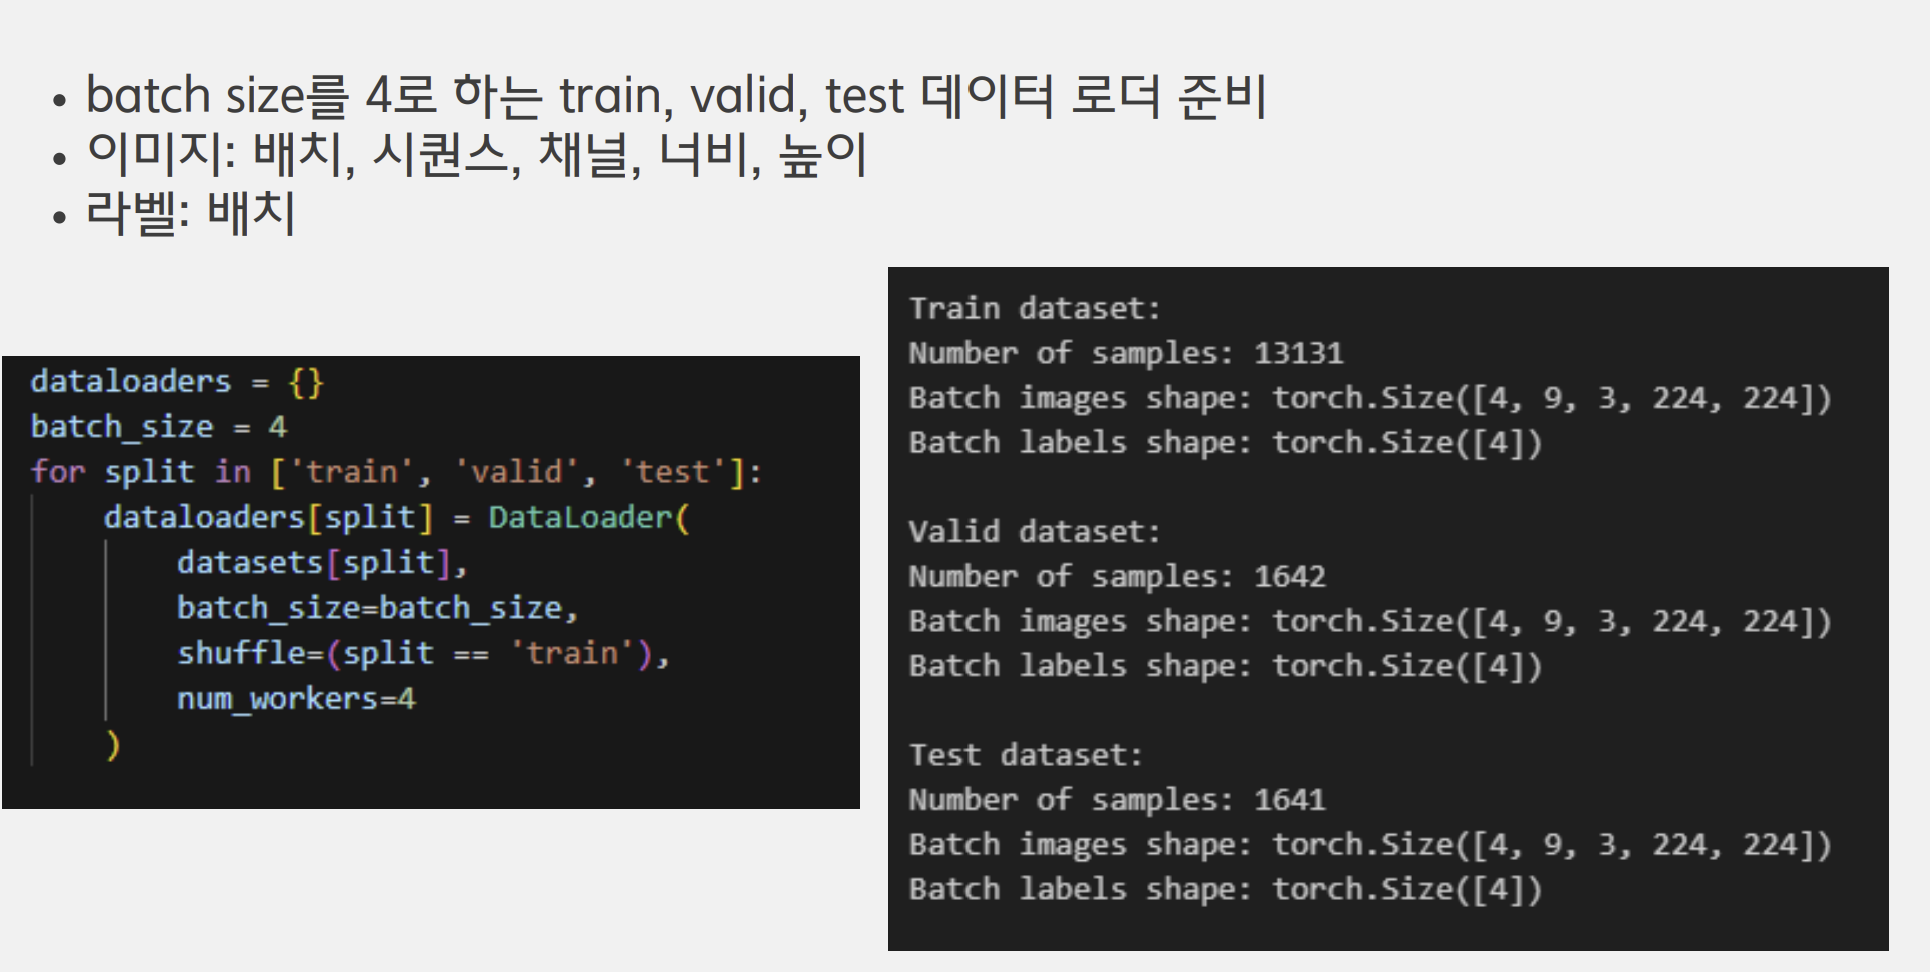 • batch size를 4로 하는 train, valid, test 데이터 로더 준비
• 이미지: 배치, 시퀀스, 채널, 너비, 높이
• 라벨: 배치
dataloaders = {}
batch_size = 4
for split in ['train', 'valid', 'test']:
    dataloaders[split] = DataLoader(
        datasets[split],
        batch_size=batch_size,
        shuffle=(split == 'train'),
        num_workers=4
    )
Train dataset:
Number of samples: 13131
Batch images shape: torch.Size([4, 9, 3, 224, 224])
Batch labels shape: torch.Size([4])
Valid dataset:
Number of samples: 1642
Batch images shape: torch.Size([4, 9, 3, 224, 224])
Batch labels shape: torch.Size([4])
Test dataset:
Number of samples: 1641
Batch images shape: torch.Size([4, 9, 3, 224, 224])
Batch labels shape: torch.Size([4])